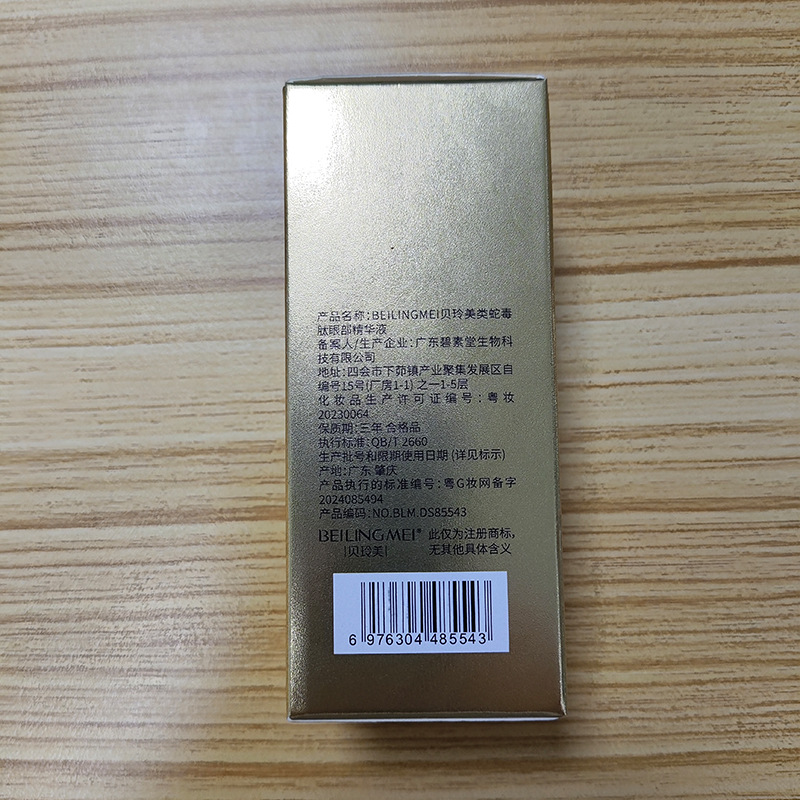 产品名称:BEILINGMEI贝玲美类蛇毒
肽眼部精华液
备案人/生产企业:广东碧素堂生物科
技有限公司
地址:四会市下茆镇产业聚集发展区自
编号15号(厂房1-1) 之一1-5层
化妆品生产许可证编号:粤妆
20230064
保质期:三年 合格品
执行标准:QB/T 2660
生产批号和限期使用日期 (详见标示)
产地:广东 肇庆
产品执行的标准编号:粤G妆网备字
2024085494
产品编码:NO.BLM.DS85543
BEILINGMEI® 此仅为注册商标,
|贝玲美| 无其他具体含义
6 976304 485543